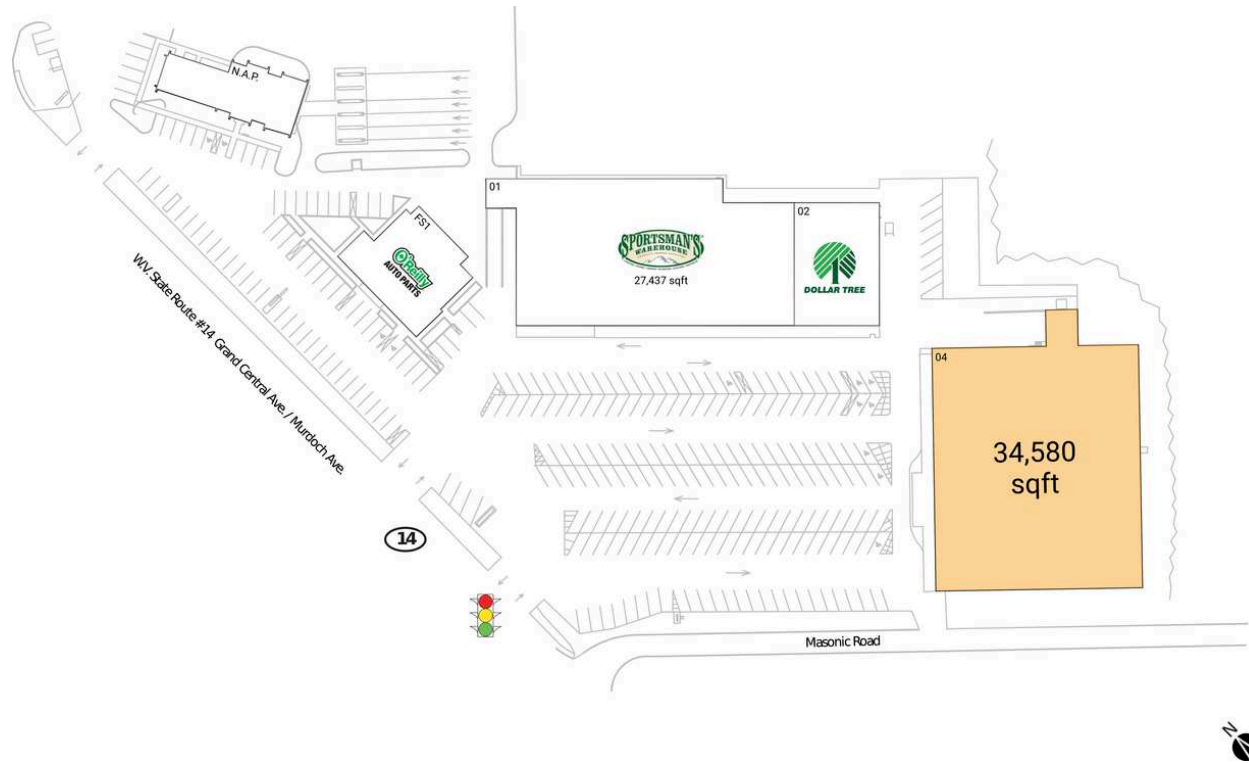 N.A.P.
01
02
FS1
O'Reilly
AUTO PARTS
SPORTSMAN'S
WAREHOUSE
27,437 sqft
DOLLAR TREE
04
34,580
sqft
W.V. State Route #14 Grand Central Ave. / Murdoch Ave.
14
Masonic Road
N